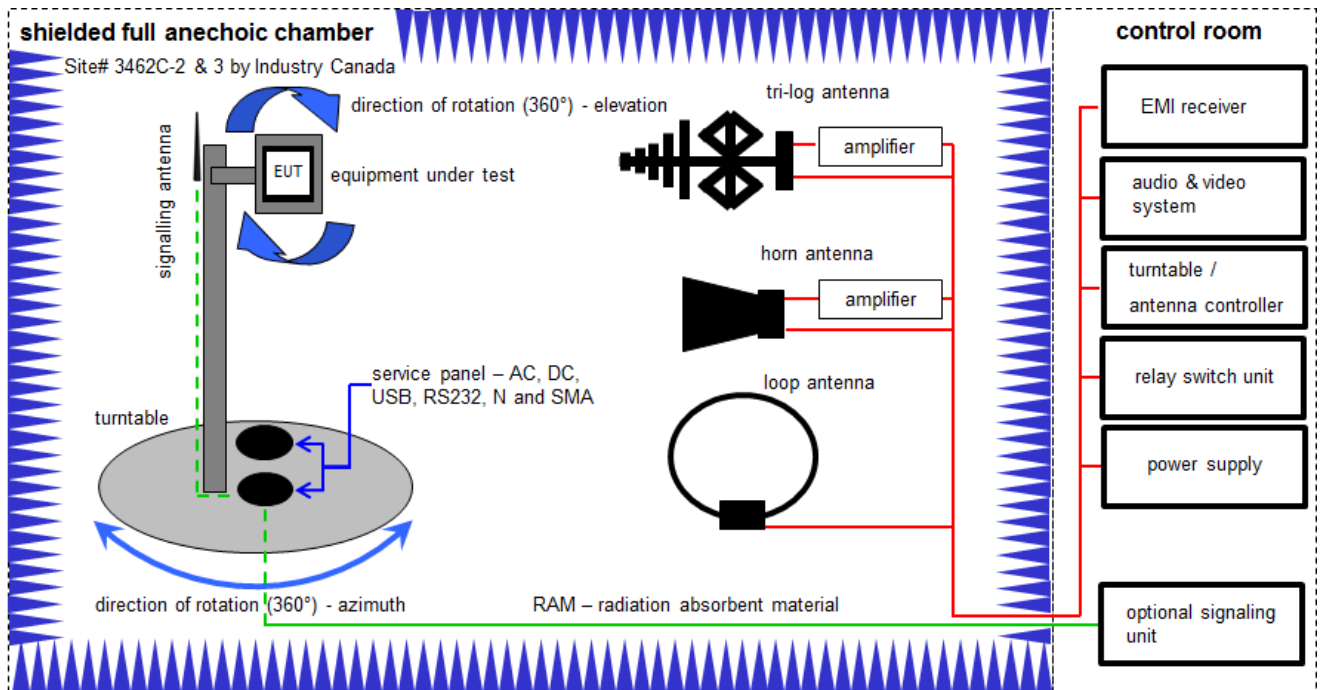 shielded full anechoic chamber
Site# 3462C-2 & 3 by Industry Canada
direction of rotation (360°) - elevation
signalling antenna
EUT
equipment under test
tri-log antenna
amplifier
horn antenna
amplifier
loop antenna
service panel – AC, DC,
USB, RS232, N and SMA
turntable
direction of rotation (360°) - azimuth
RAM – radiation absorbent material
control room
EMI receiver
audio & video
system
turntable /
antenna controller
relay switch unit
power supply
optional signaling
unit